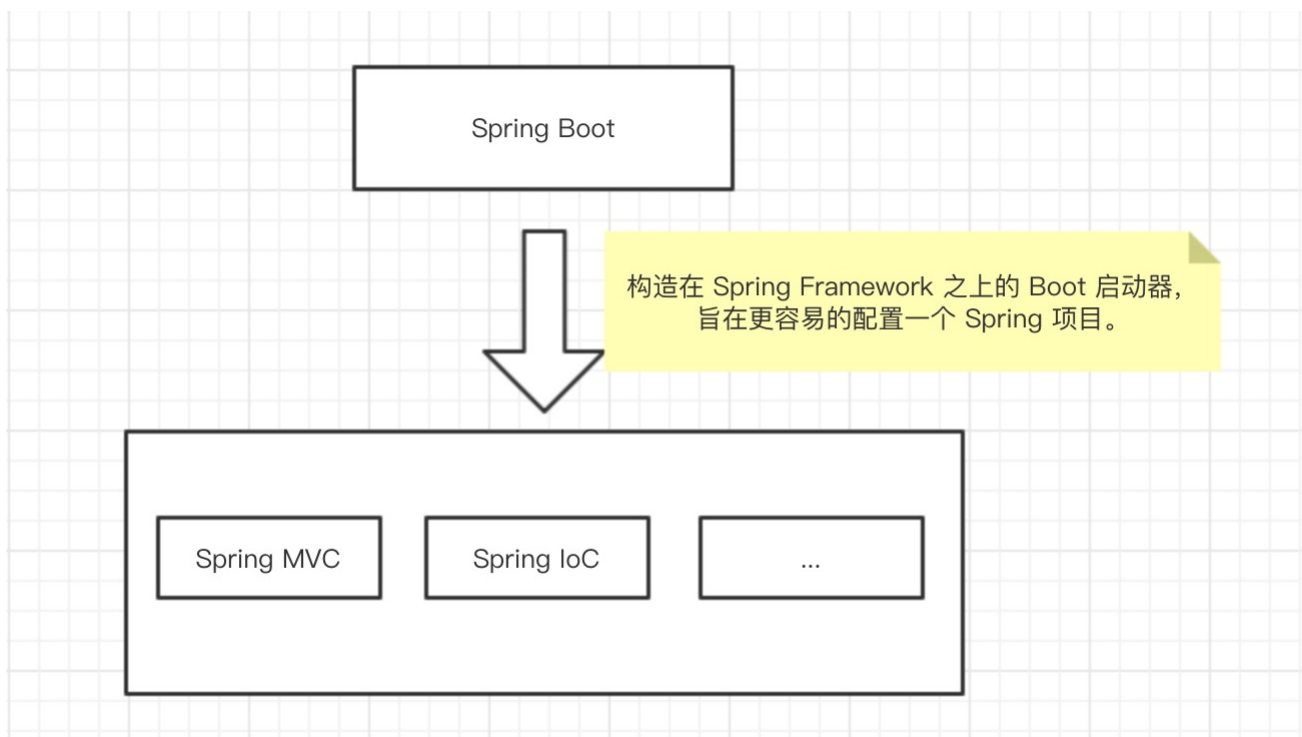 Spring Boot
构造在 Spring Framework 之上的 Boot 启动器，
旨在更容易的配置一个 Spring 项目。
Spring MVC
Spring IoC
...